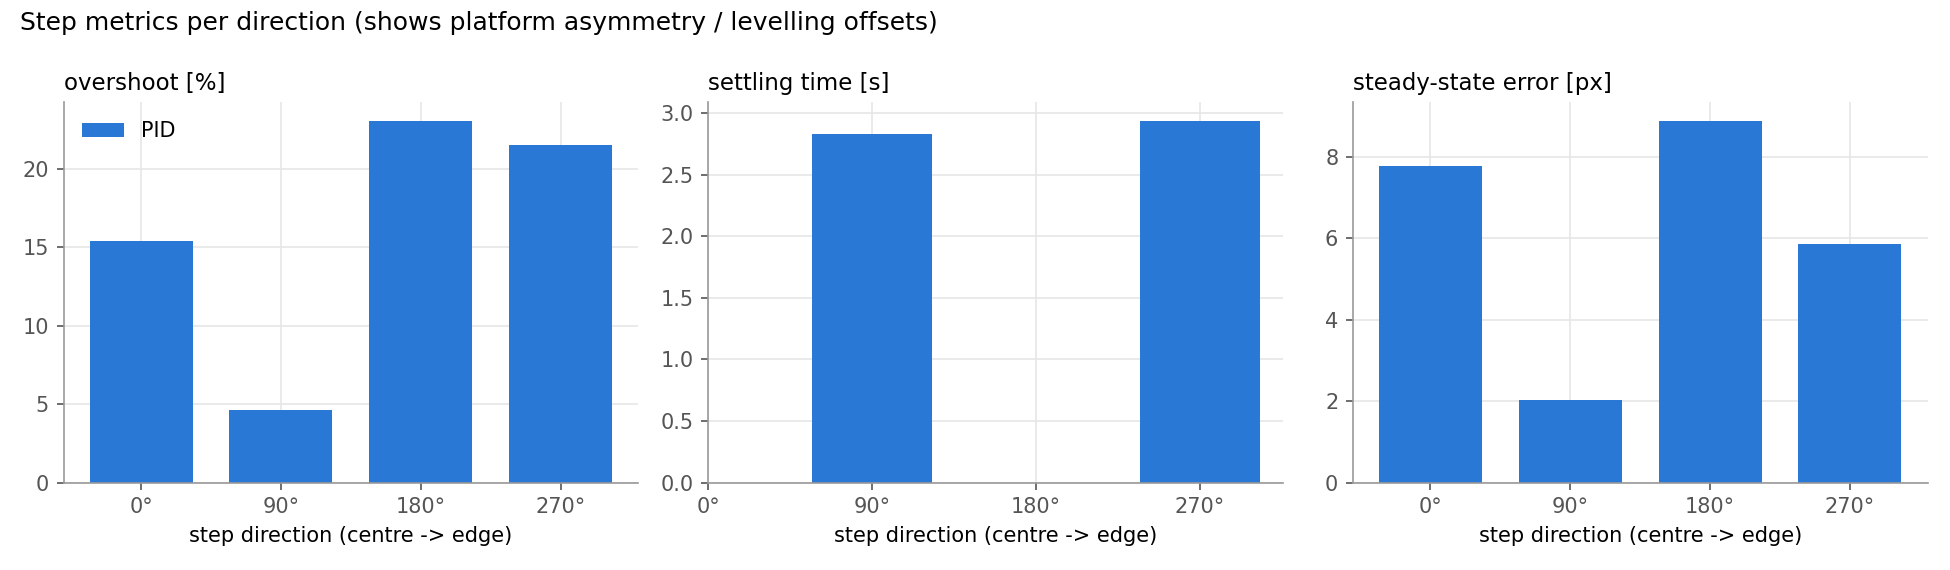 Step metrics per direction (shows platform asymmetry / levelling offsets)
overshoot [%]
PID
20
15
10
5
0
0° 90° 180° 270°
step direction (centre -> edge)
settling time [s]
3.0
2.5
2.0
1.5
1.0
0.5
0.0
0° 90° 180° 270°
step direction (centre -> edge)
steady-state error [px]
8
6
4
2
0
0° 90° 180° 270°
step direction (centre -> edge)